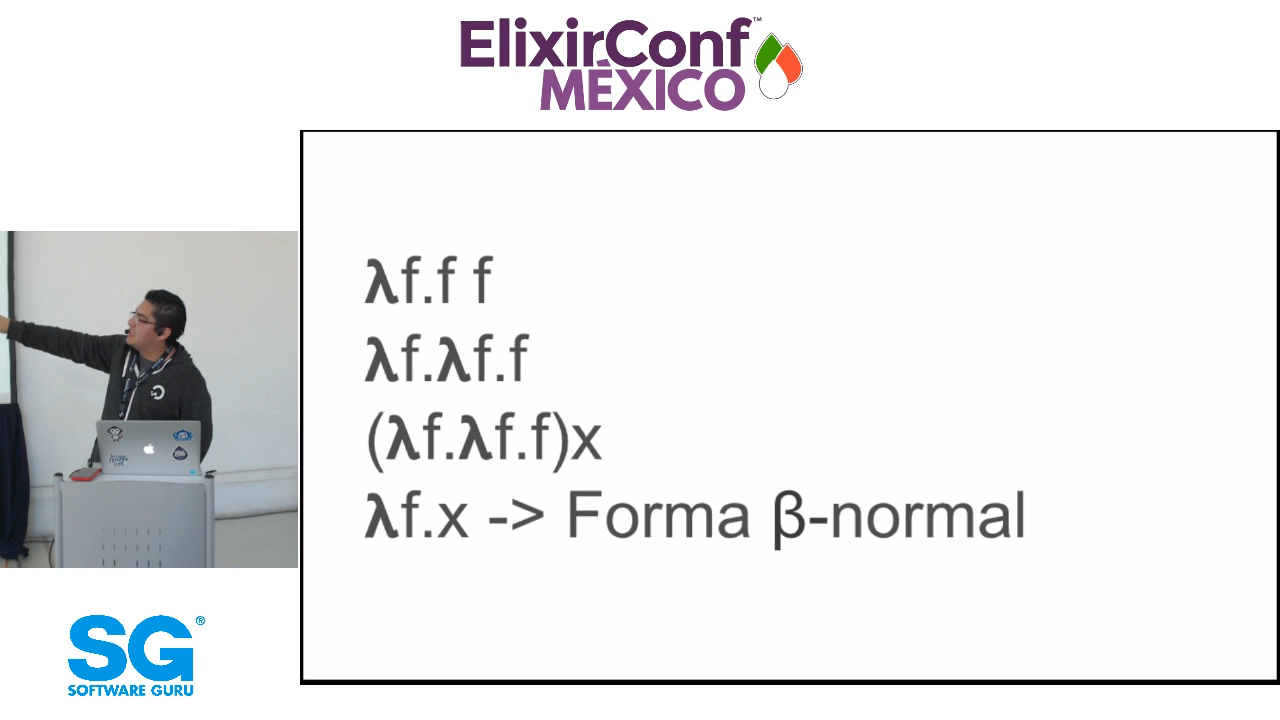 ElixirConf™
MÉXICO
λf.f f
λf.λf.f
(λf.λf.f)x
λf.x -> Forma β-normal
SG®
SOFTWARE GURU